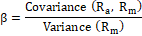 β = Covariance (Rₐ, Rₘ)
Variance (Rₘ)